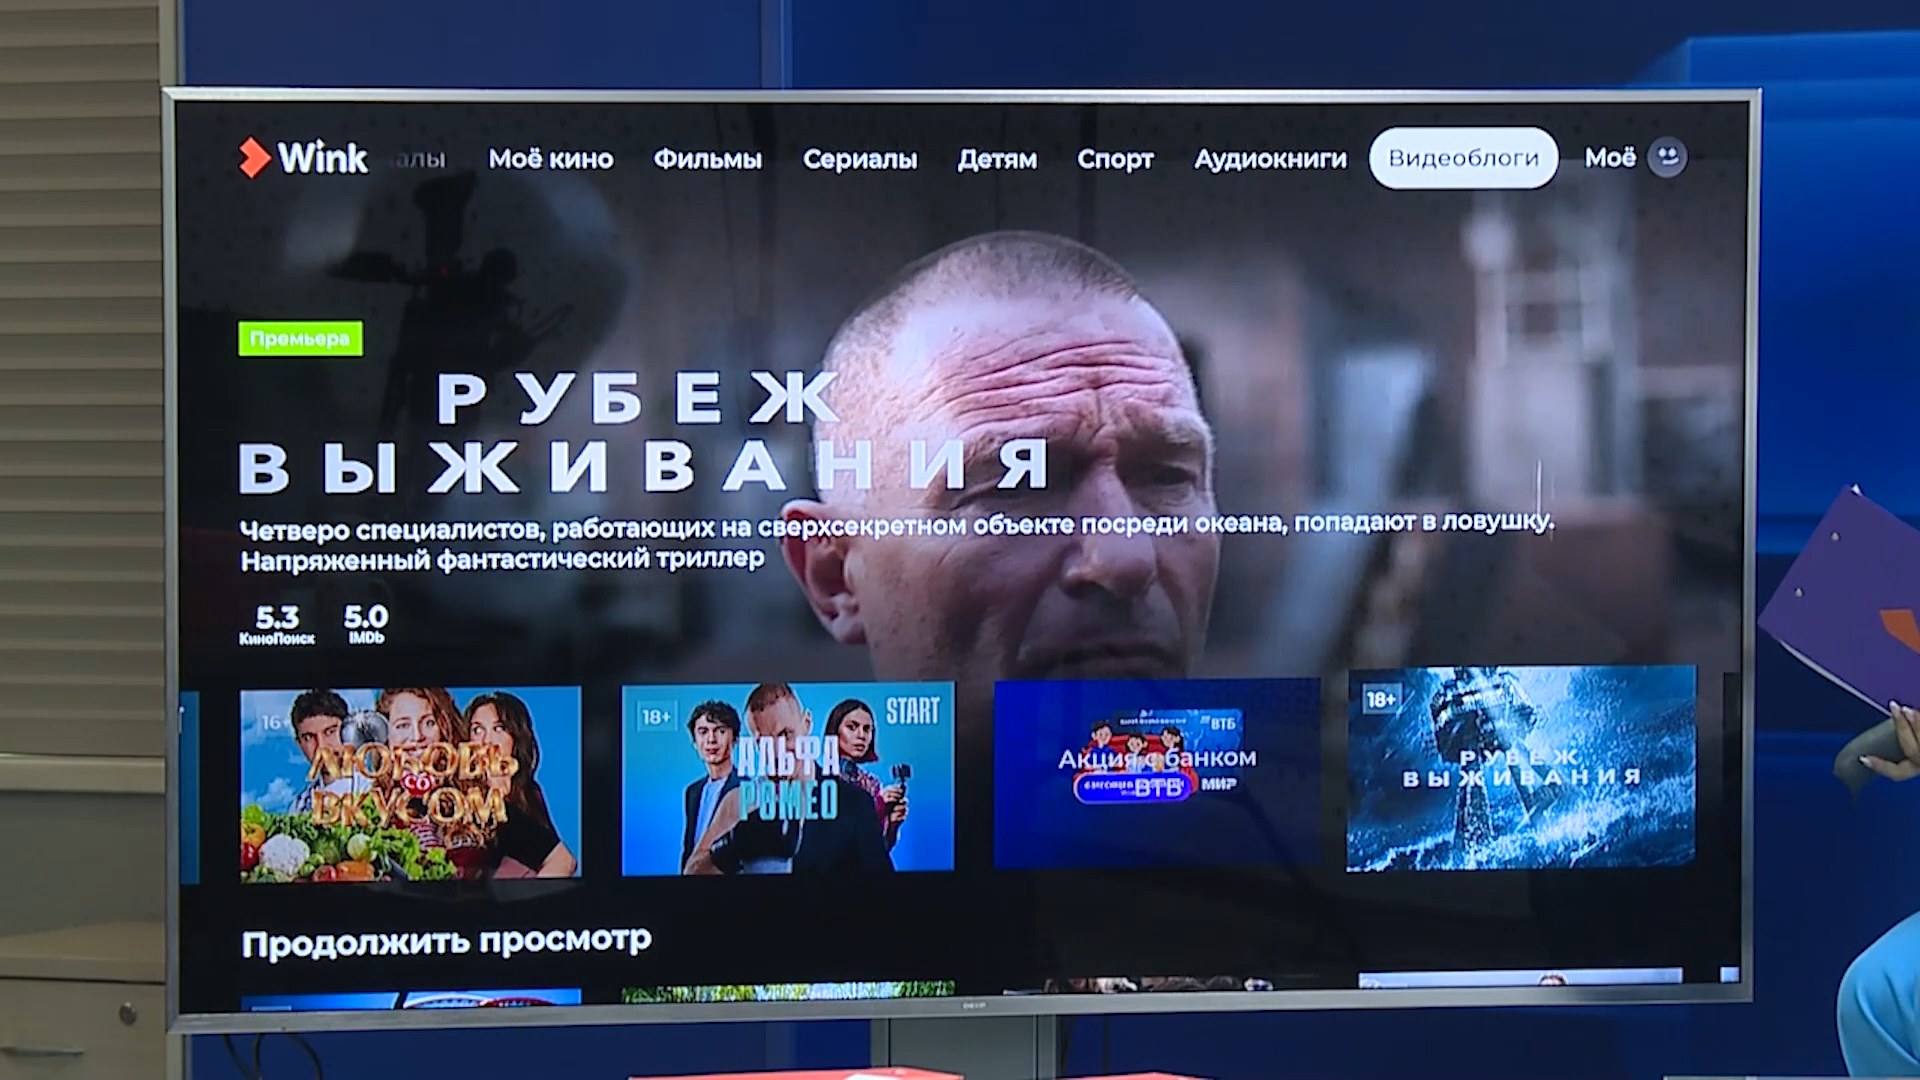 Wink
алы
Моё кино
Фильмы
Сериалы
Детям
Спорт
Аудиокниги
Видеоблоги
Моё
Премьера
РУБЕЖ
ВЫЖИВАНИЯ
Четверо специалистов, работающих на сверхсекретном объекте посреди океана, попадают в ловушку.
Напряженный фантастический триллер
5.3
КиноПоиск
5.0
IMDb
16+
ЛЮБОВЬ
СО
ВКУСОМ
18+
START
АЛЬФА
РОМЕО
ВТБ
Акция с банком
ВТБ
МИР
18+
РУБЕЖ
ВЫЖИВАНИЯ
Продолжить просмотр